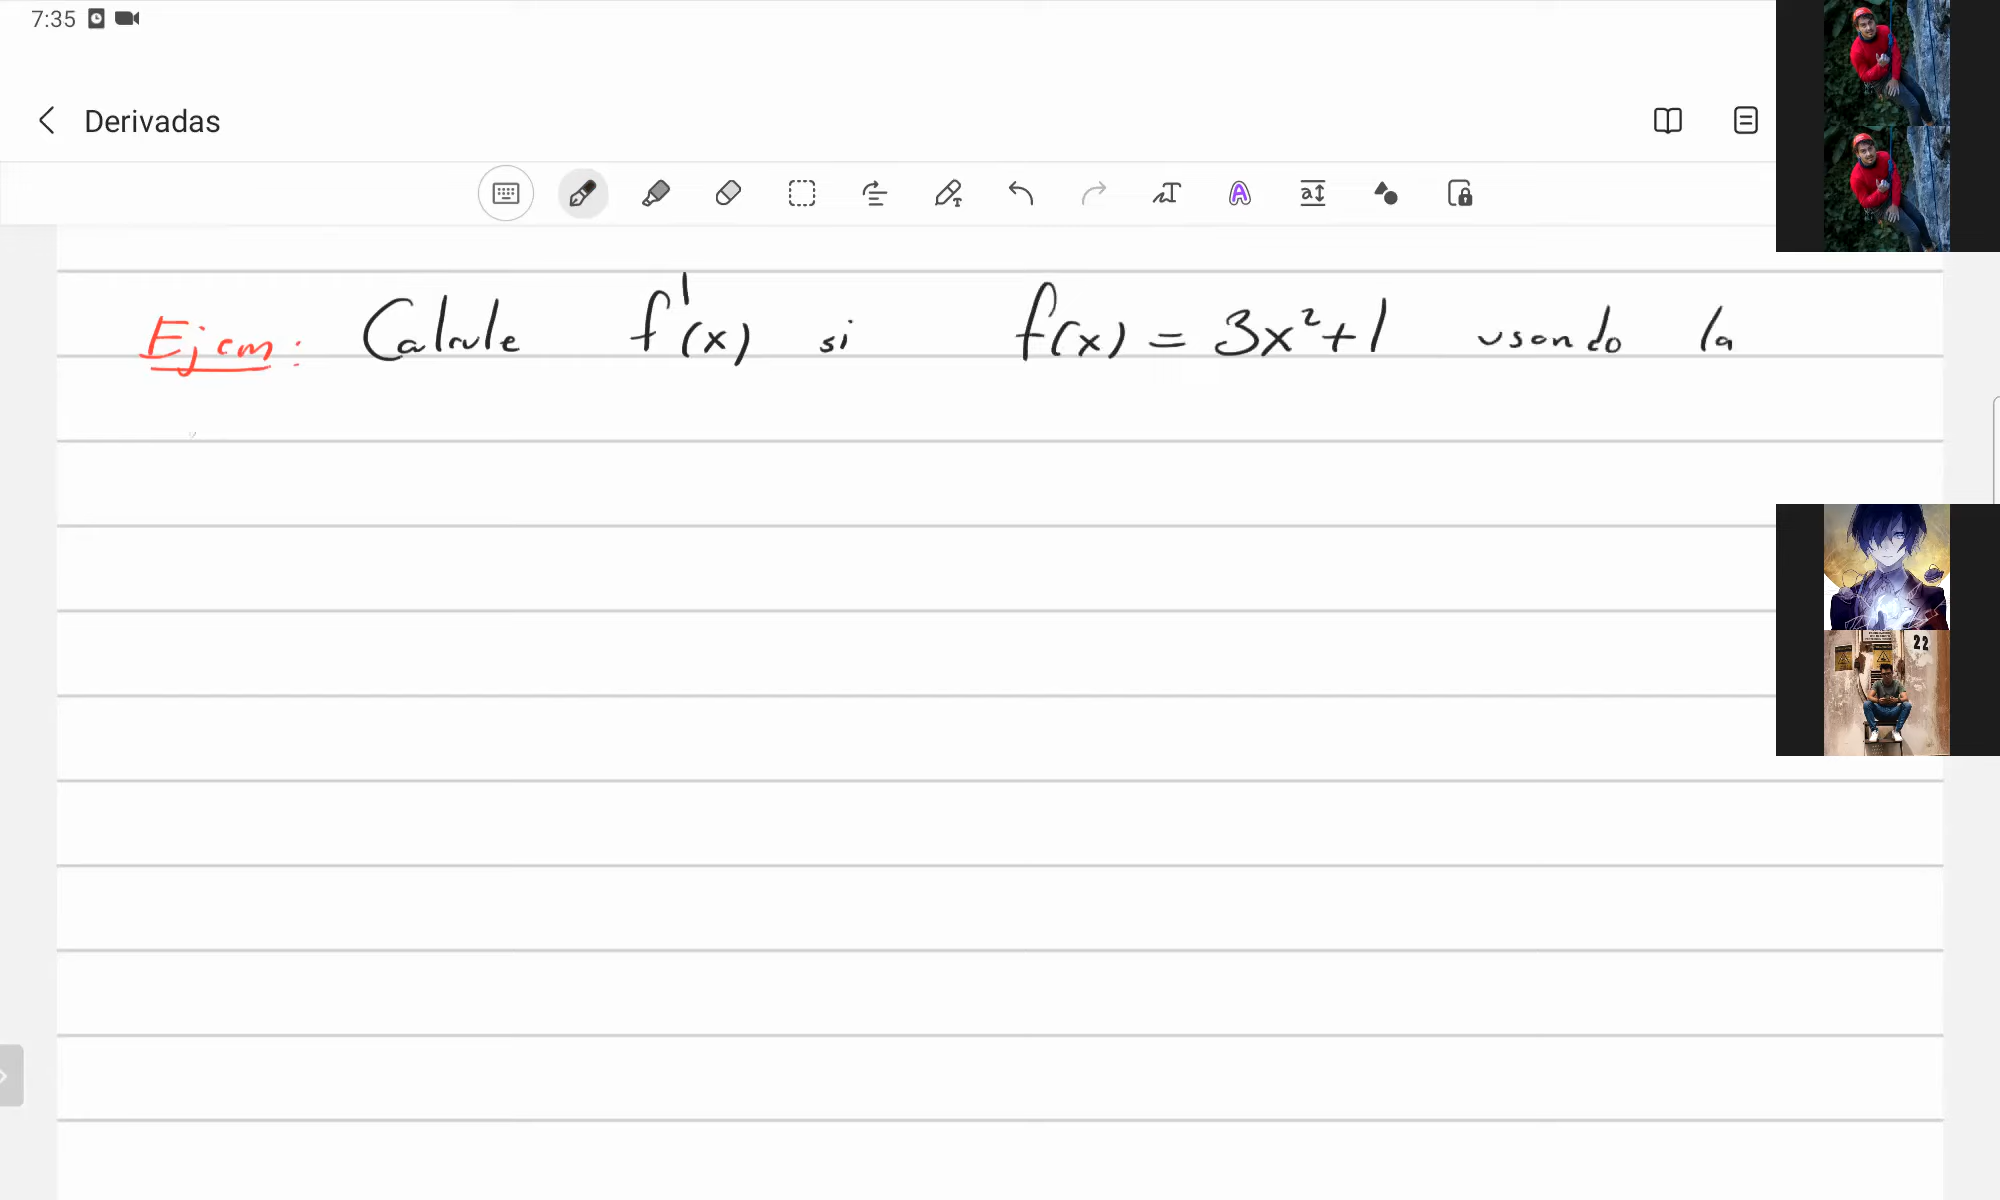 7:35
Derivadas
Ejem: Calcule f'(x) si f(x) = 3x²+1 usando la
22